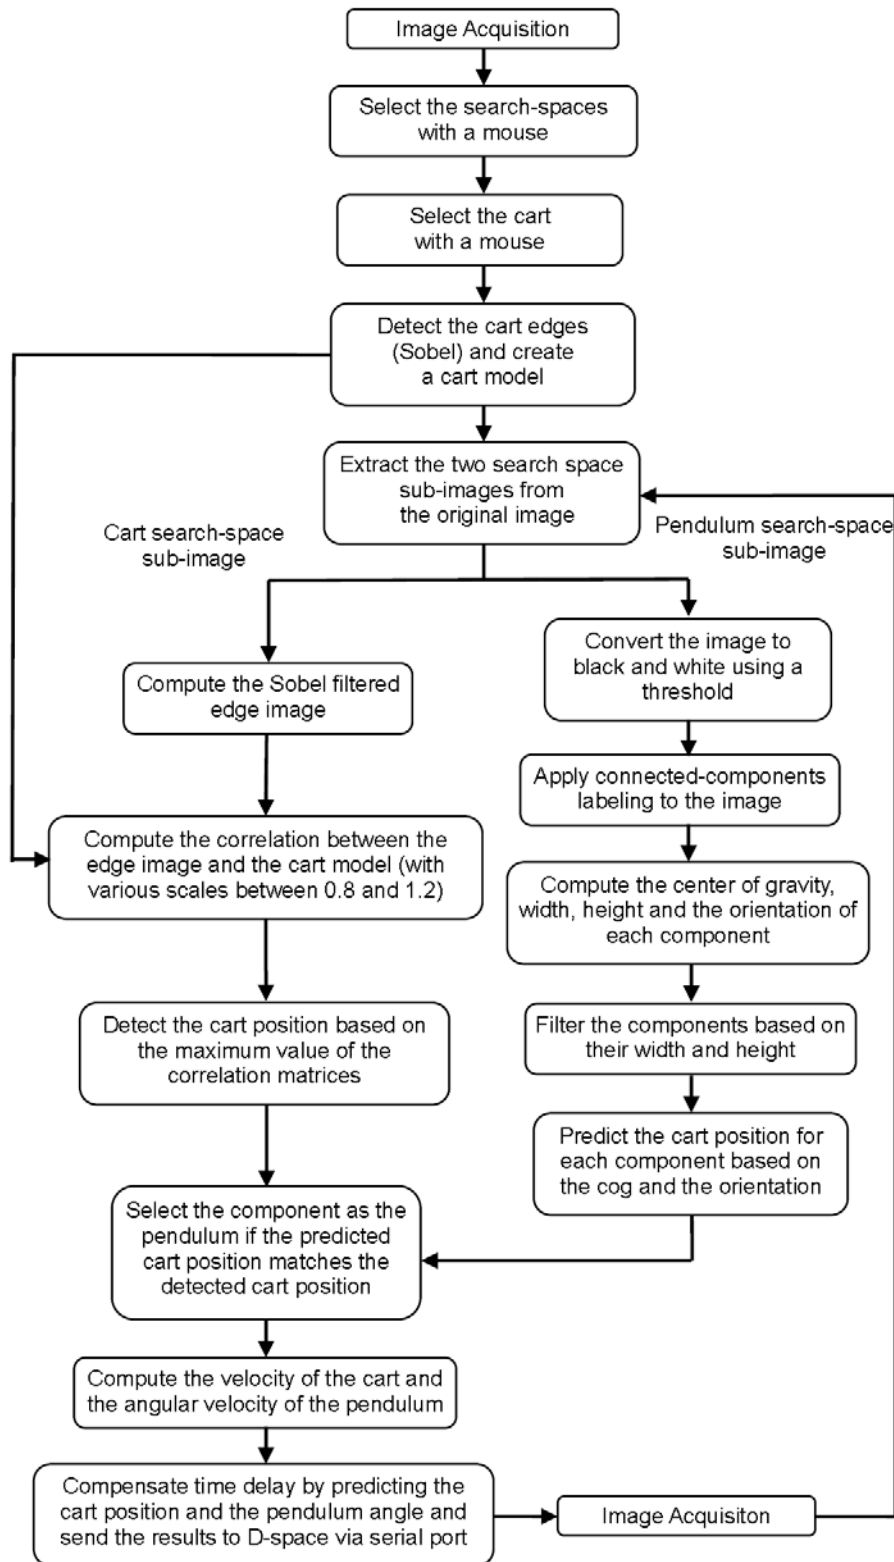 Image Acquisition
Select the search-spaces
with a mouse
Select the cart
with a mouse
Detect the cart edges
(Sobel) and create
a cart model
Extract the two search space
sub-images from
the original image
Cart search-space
sub-image
Pendulum search-space
sub-image
Compute the Sobel filtered
edge image
Convert the image to
black and white using a
threshold
Apply connected-components
labeling to the image
Compute the correlation between the
edge image and the cart model (with
various scales between 0.8 and 1.2)
Compute the center of gravity,
width, height and the orientation of
each component
Detect the cart position based on
the maximum value of the
correlation matrices
Filter the components based on
their width and height
Predict the cart position for
each component based on
the cog and the orientation
Select the component as the
pendulum if the predicted
cart position matches the
detected cart position
Compute the velocity of the cart and
the angular velocity of the pendulum
Compensate time delay by predicting the
cart position and the pendulum angle and
send the results to D-space via serial port
Image Acquisiton